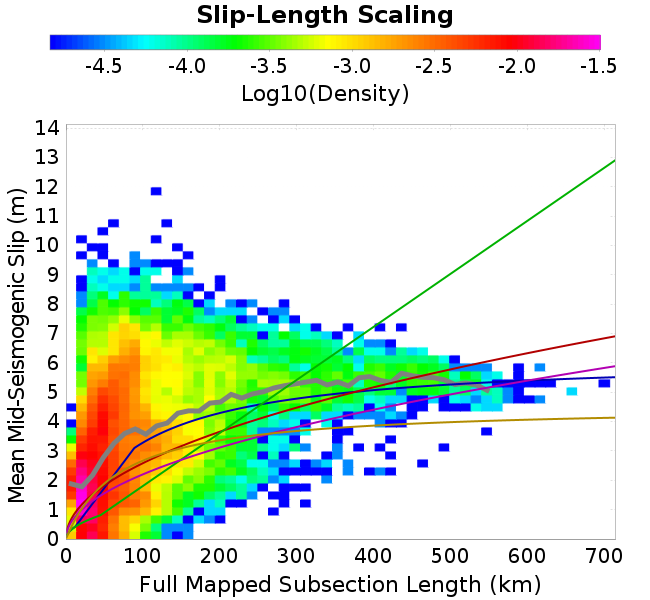 Slip-Length Scaling
-4.5 -4.0 -3.5 -3.0 -2.5 -2.0 -1.5
Log10(Density)
Mean Mid-Seismogenic Slip (m)
14
13
12
11
10
9
8
7
6
5
4
3
2
1
0
0 100 200 300 400 500 600 700
Full Mapped Subsection Length (km)